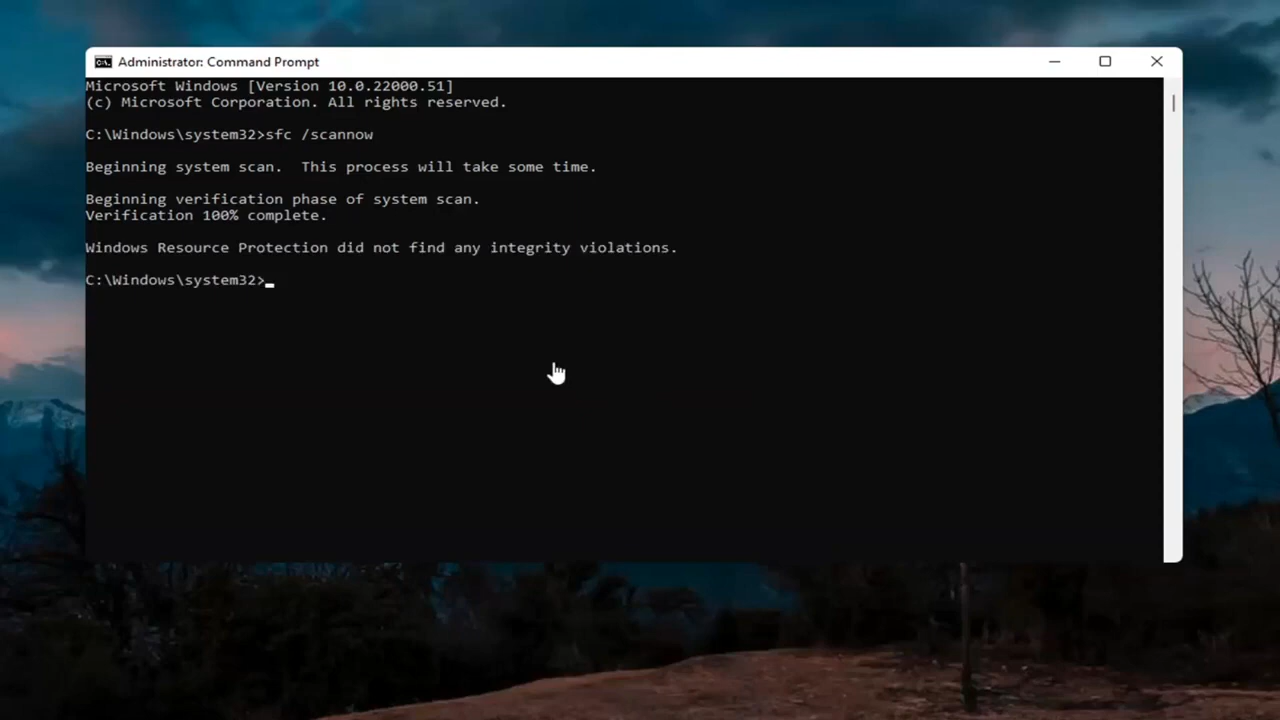 Administrator: Command Prompt
Microsoft Windows [Version 10.0.22000.51]
(c) Microsoft Corporation. All rights reserved.
C:\Windows\system32>sfc /scannow
Beginning system scan.  This process will take some time.
Beginning verification phase of system scan.
Verification 100% complete.
Windows Resource Protection did not find any integrity violations.
C:\Windows\system32>